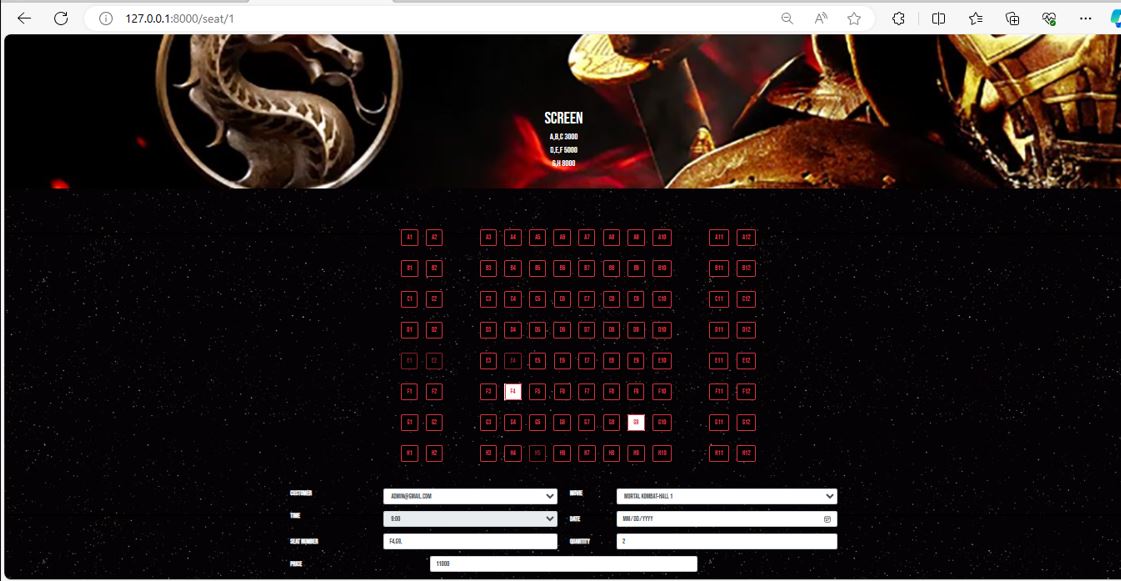 127.0.0.1:8000/seat/1
SCREEN
A,B,C 3000
D,E,F 5000
G,H 8000
A1 A2 A3 A4 A5 A6 A7 A8 A9 A10 A11 A12
B1 B2 B3 B4 B5 B6 B7 B8 B9 B10 B11 B12
C1 C2 C3 C4 C5 C6 C7 C8 C9 C10 C11 C12
D1 D2 D3 D4 D5 D6 D7 D8 D9 D10 D11 D12
E1 E2 E3 E4 E5 E6 E7 E8 E9 E10 E11 E12
F1 F2 F3 F4 F5 F6 F7 F8 F9 F10 F11 F12
G1 G2 G3 G4 G5 G6 G7 G8 G9 G10 G11 G12
H1 H2 H3 H4 H5 H6 H7 H8 H9 H10 H11 H12
CUSTOMER ADMIN@GMAIL.COM MOVIE MORTAL KOMBAT-HALL 1
TIME 9:00 DATE MM/DD/YYYY
SEAT NUMBER F4,G9, QUANTITY 2
PRICE 11000